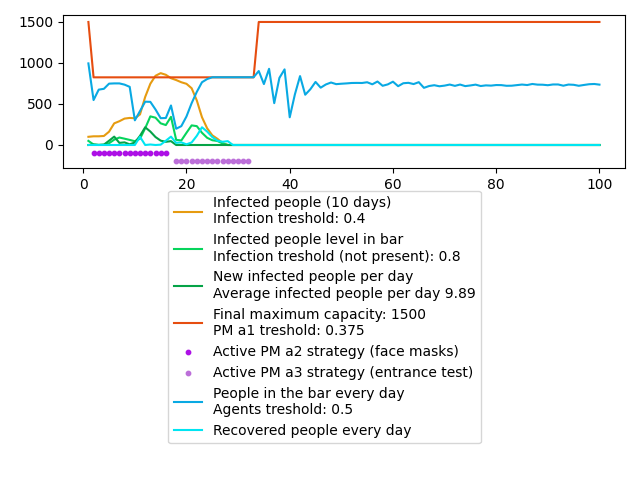 1500
1000
500
0
0
20
40
60
80
100
Infected people (10 days)
Infection treshold: 0.4
Infected people level in bar
Infection treshold (not present): 0.8
New infected people per day
Average infected people per day 9.89
Final maximum capacity: 1500
PM a1 treshold: 0.375
Active PM a2 strategy (face masks)
Active PM a3 strategy (entrance test)
People in the bar every day
Agents treshold: 0.5
Recovered people every day